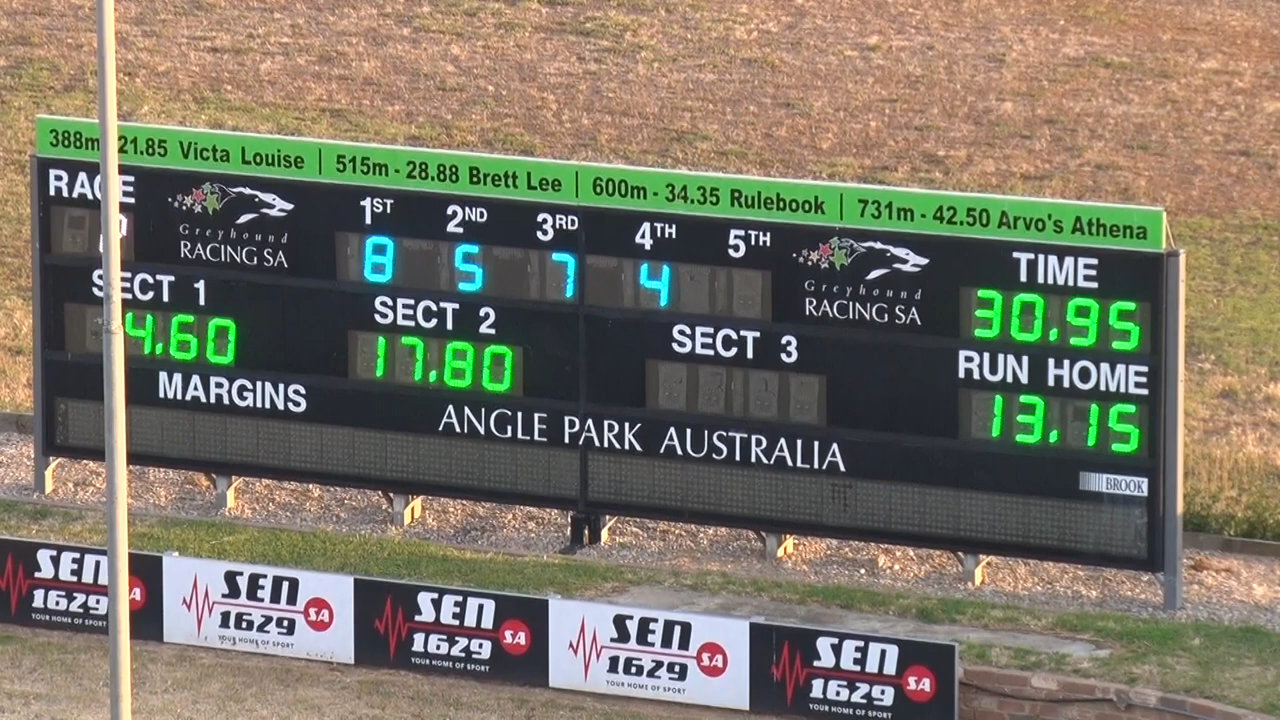 388m 21.85 Victa Louise | 515m - 28.88 Brett Lee | 600m - 34.35 Rulebook | 731m - 42.50 Arvo's Athena
RACE
Greyhound
RACING SA
1ST 2ND 3RD 4TH 5TH
8 5 7 4
Greyhound
RACING SA
TIME
30.95
SECT 1
4.60
SECT 2
17.80
SECT 3
RUN HOME
13.15
MARGINS
ANGLE PARK AUSTRALIA
BROOK
SEN
1629
SA
YOUR HOME OF SPORT
SEN
1629
SA
YOUR HOME OF SPORT
SEN
1629
SA
YOUR HOME OF SPORT
SEN
1629
SA
YOUR HOME OF SPORT
SEN
1629
SA
YOUR HOME OF SPORT